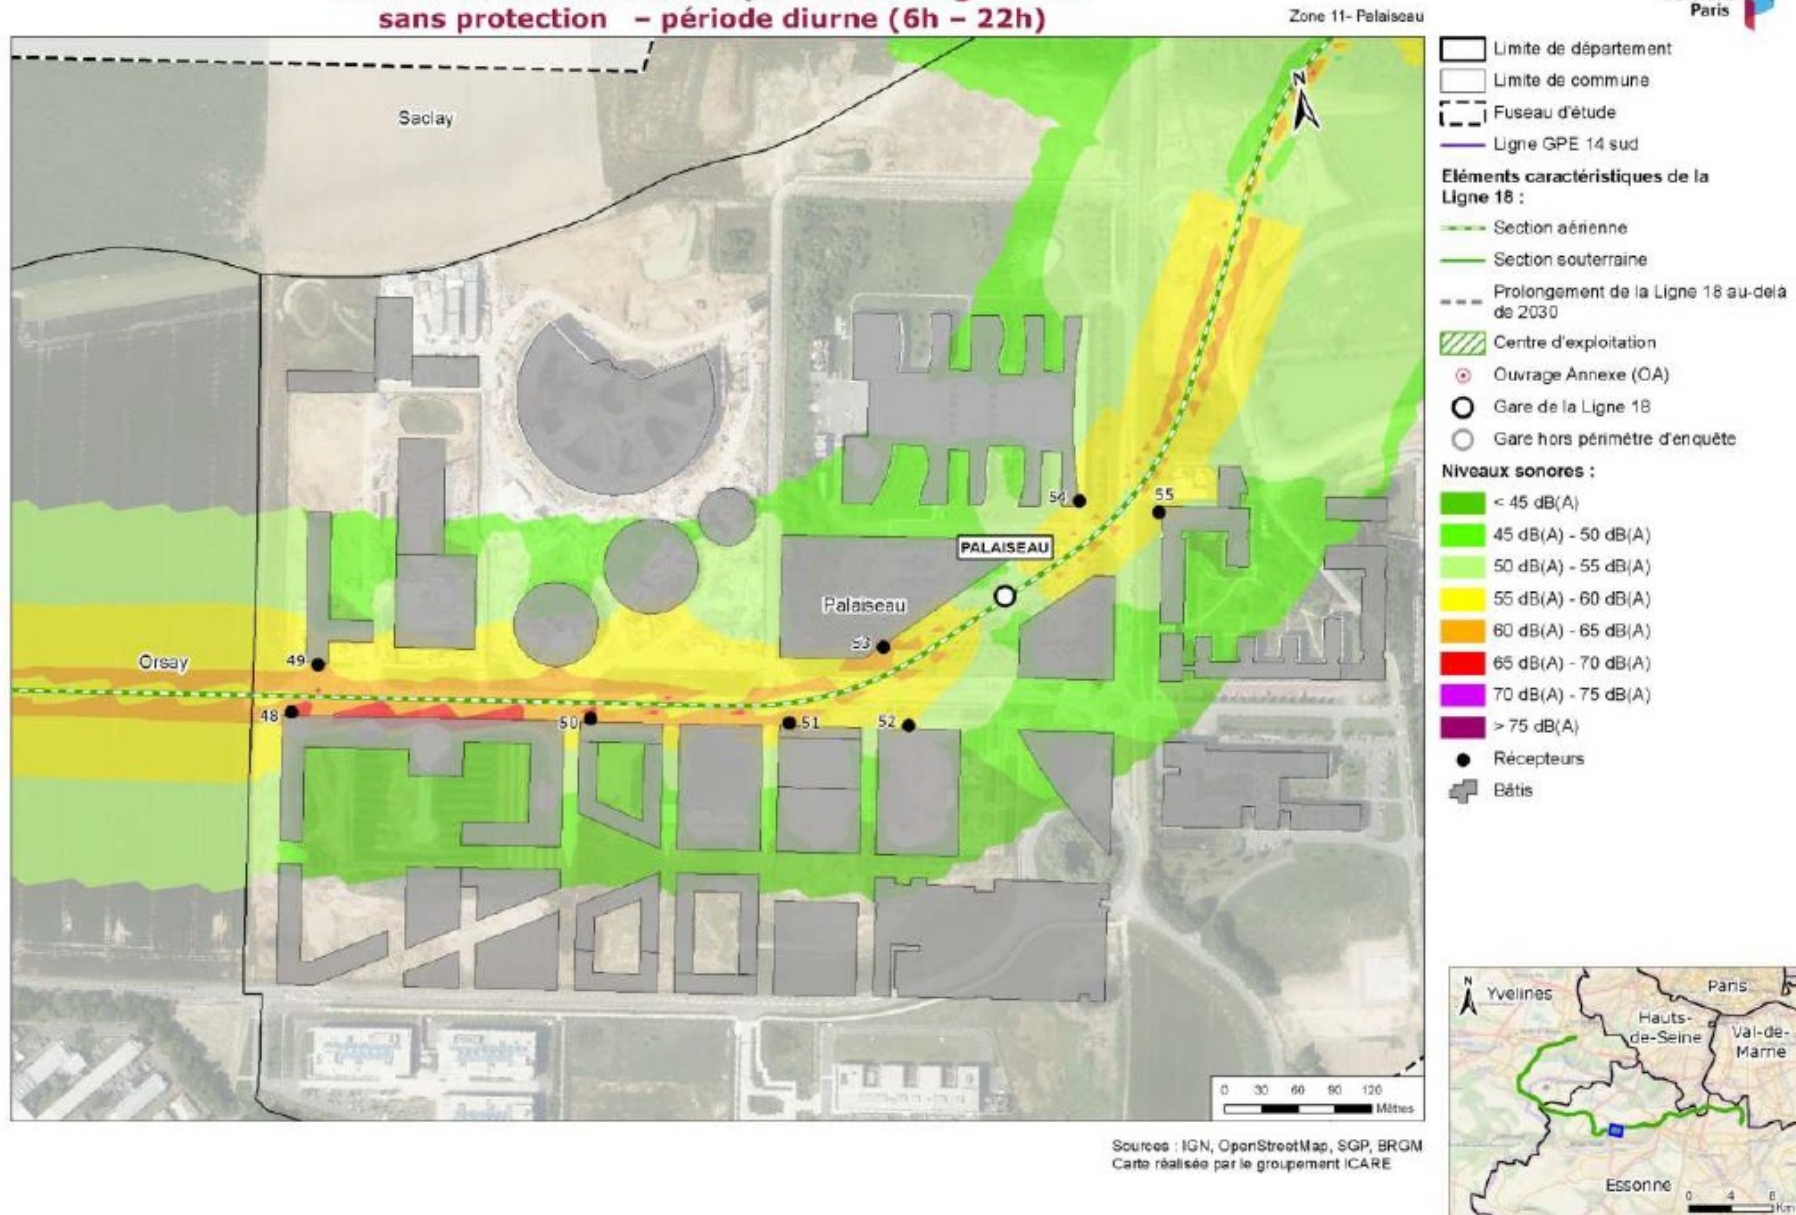 sans protection – période diurne (6h – 22h)
Zone 11- Palaiseau
Paris
Saclay
N
PALAISEAU
Palaiseau
Orsay
48
49
50
51
52
53
54
55
0 30 60 90 120
Mètres
Limite de département
Limite de commune
Fuseau d'étude
Ligne GPE 14 sud
Eléments caractéristiques de la
Ligne 18 :
Section aérienne
Section souterraine
Prolongement de la Ligne 18 au-delà
de 2030
Centre d'exploitation
Ouvrage Annexe (OA)
Gare de la Ligne 18
Gare hors périmètre d'enquête
Niveaux sonores :
< 45 dB(A)
45 dB(A) - 50 dB(A)
50 dB(A) - 55 dB(A)
55 dB(A) - 60 dB(A)
60 dB(A) - 65 dB(A)
65 dB(A) - 70 dB(A)
70 dB(A) - 75 dB(A)
> 75 dB(A)
Récepteurs
Bâtis
Sources : IGN, OpenStreetMap, SGP, BRGM
Carte réalisée par le groupement ICARE
N
Yvelines
Paris
Hauts-
de-Seine
Val-de-
Marne
Essonne
0 4 8
Km